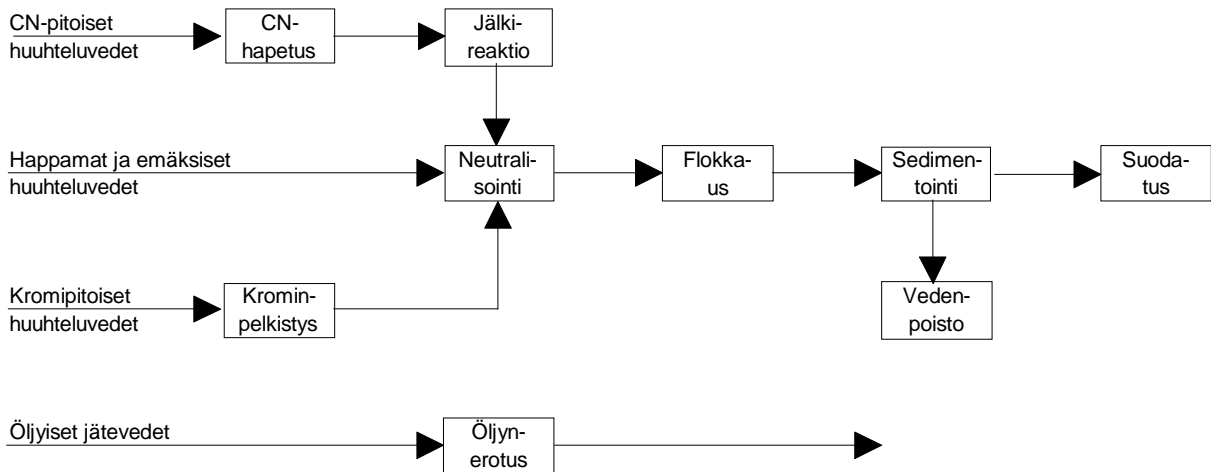 CN-pitoiset
huuhteluvedet
CN-
hapetus
Jälki-
reaktio
Happamat ja emäksiset
huuhteluvedet
Neutrali-
sointi
Flokka-
us
Sedimen-
tointi
Suoda-
tus
Kromipitoiset
huuhteluvedet
Kromin-
pelkistys
Veden-
poisto
Öljyiset jätevedet
Öljyn-
erotus